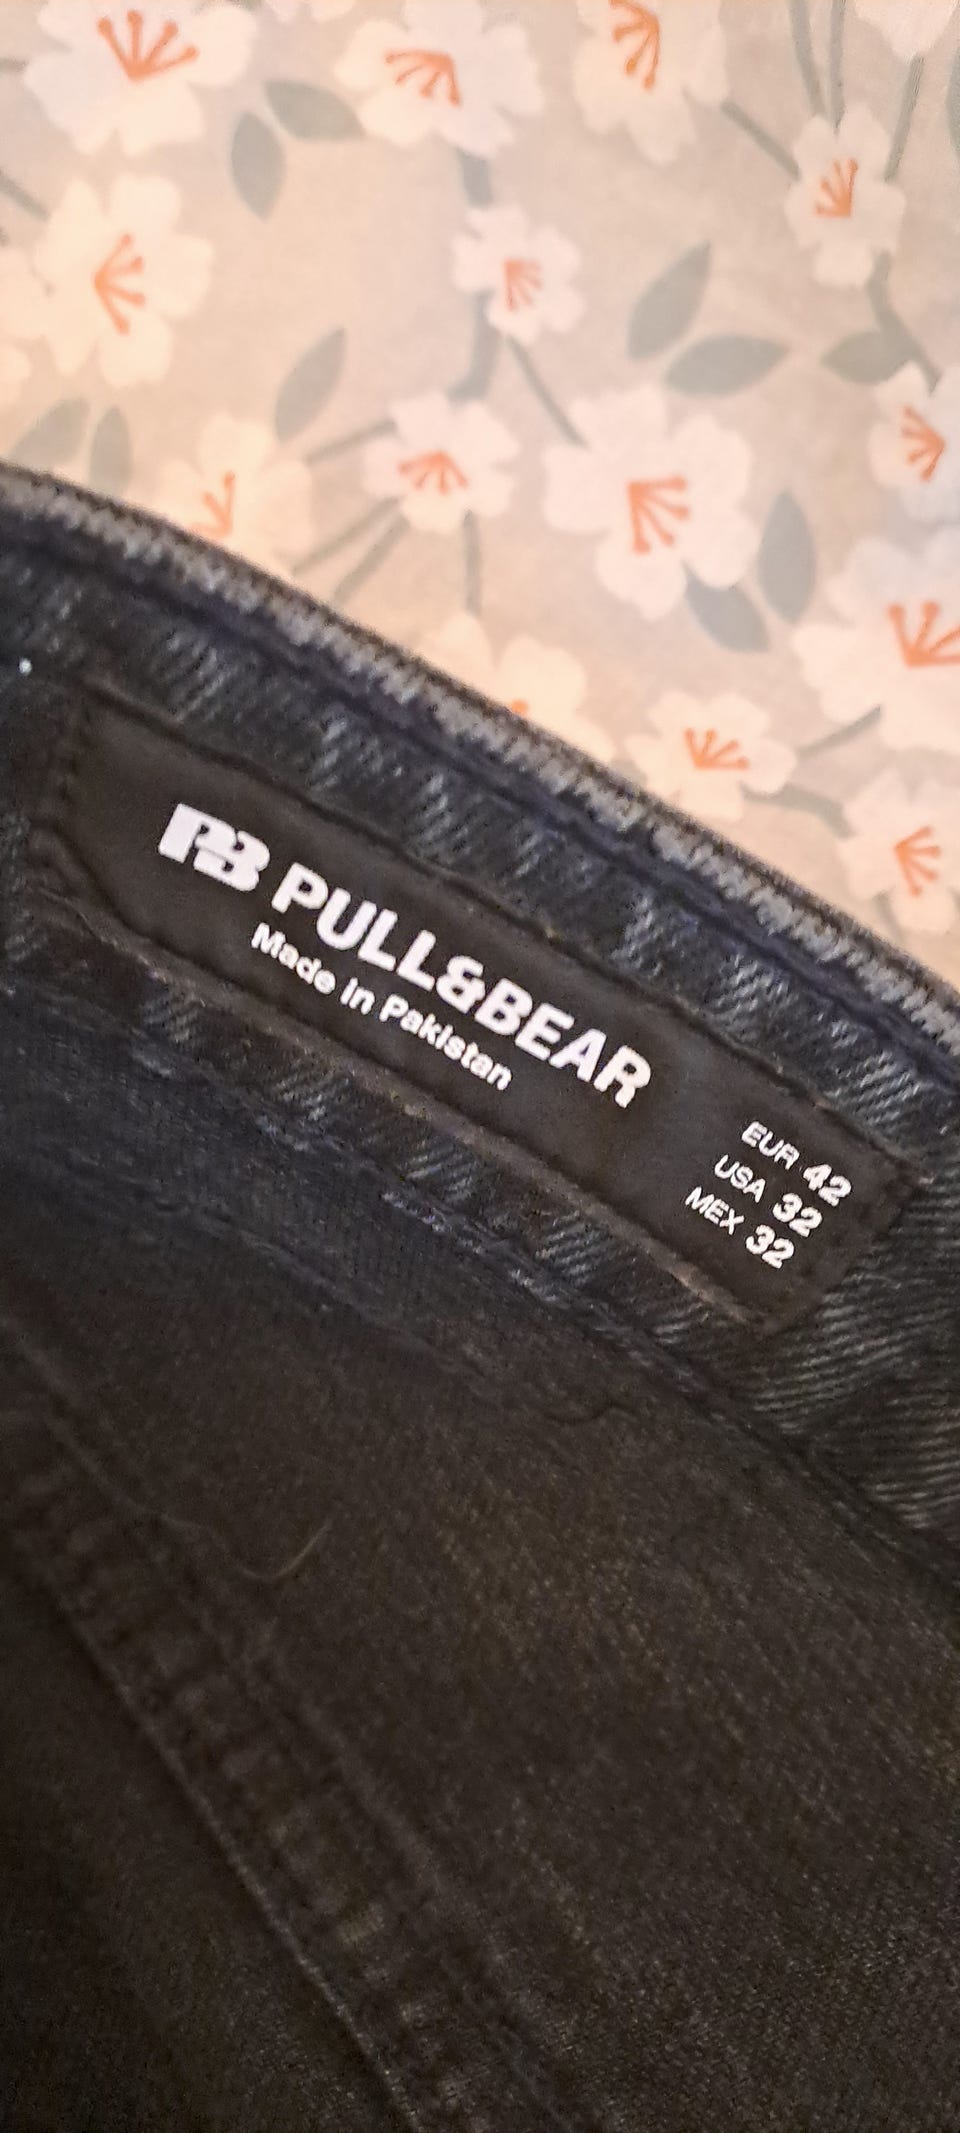 PB PULL&BEAR
Made in Pakistan
EUR 42
USA 32
MEX 32